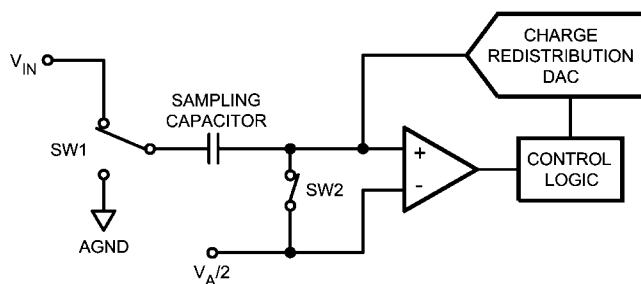 CHARGE
REDISTRIBUTION
DAC
V_IN
SAMPLING
CAPACITOR
SW1
+
-
SW2
CONTROL
LOGIC
AGND
V_A/2